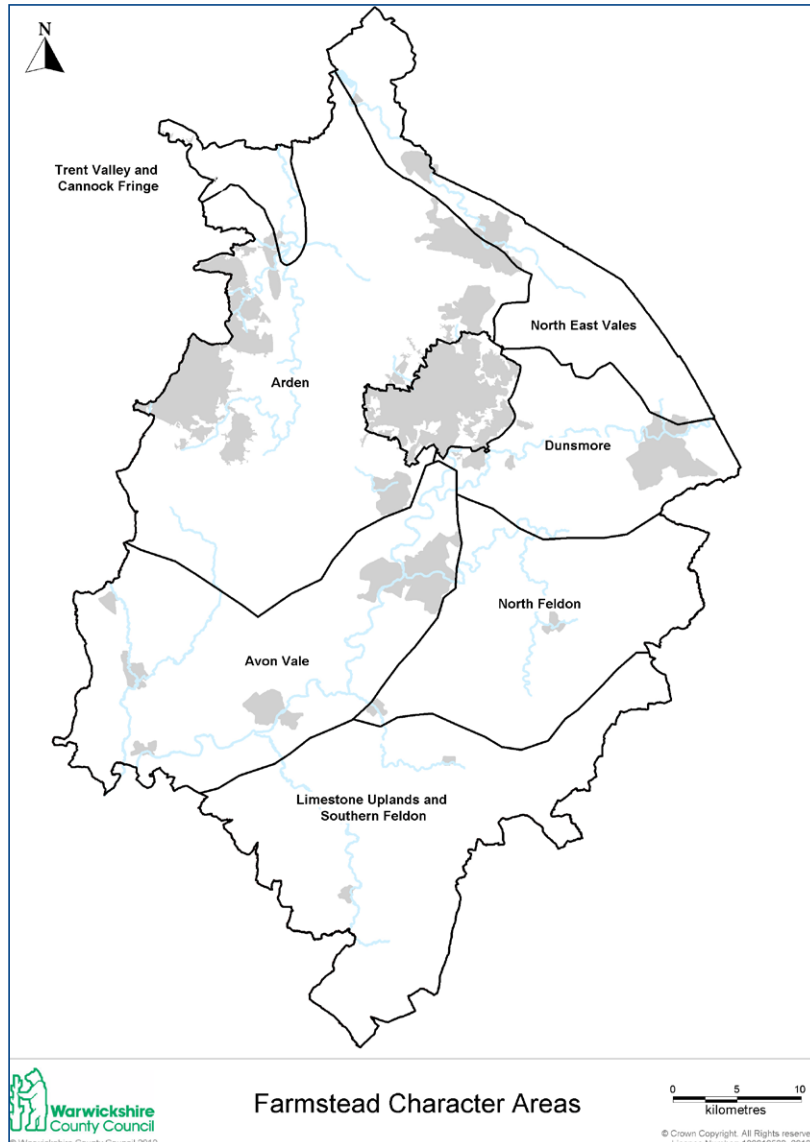 N
Trent Valley and
Cannock Fringe
North East Vales
Arden
Dunsmore
North Feldon
Avon Vale
Limestone Uplands and
Southern Feldon
Warwickshire
County Council
Farmstead Character Areas
0 5 10
kilometres
© Crown Copyright. All Rights reserve